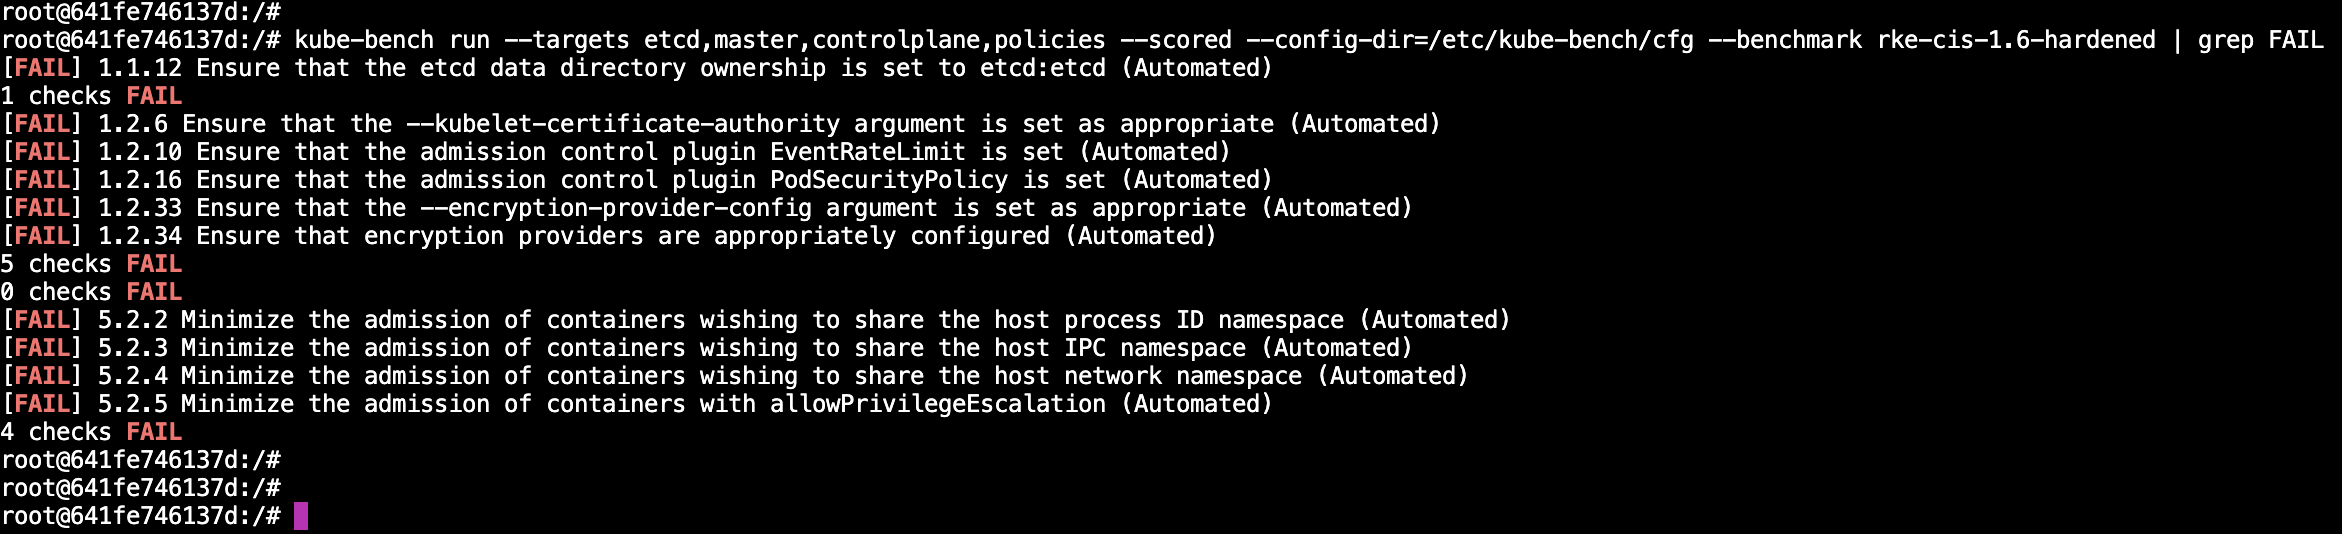 root@641fe746137d:/#
root@641fe746137d:/# kube-bench run --targets etcd,master,controlplane,policies --scored --config-dir=/etc/kube-bench/cfg --benchmark rke-cis-1.6-hardened | grep FAIL
[FAIL] 1.1.12 Ensure that the etcd data directory ownership is set to etcd:etcd (Automated)
1 checks FAIL
[FAIL] 1.2.6 Ensure that the --kubelet-certificate-authority argument is set as appropriate (Automated)
[FAIL] 1.2.10 Ensure that the admission control plugin EventRateLimit is set (Automated)
[FAIL] 1.2.16 Ensure that the admission control plugin PodSecurityPolicy is set (Automated)
[FAIL] 1.2.33 Ensure that the --encryption-provider-config argument is set as appropriate (Automated)
[FAIL] 1.2.34 Ensure that encryption providers are appropriately configured (Automated)
5 checks FAIL
0 checks FAIL
[FAIL] 5.2.2 Minimize the admission of containers wishing to share the host process ID namespace (Automated)
[FAIL] 5.2.3 Minimize the admission of containers wishing to share the host IPC namespace (Automated)
[FAIL] 5.2.4 Minimize the admission of containers wishing to share the host network namespace (Automated)
[FAIL] 5.2.5 Minimize the admission of containers with allowPrivilegeEscalation (Automated)
4 checks FAIL
root@641fe746137d:/#
root@641fe746137d:/#
root@641fe746137d:/#